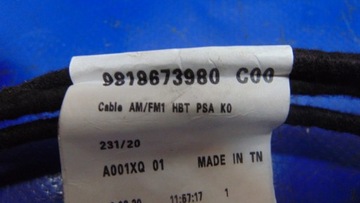 9819673980 C00
Cable AM/FM1 HBT PSA K0
231/20
A001XQ 01 MADE IN TN
11:57:17 1